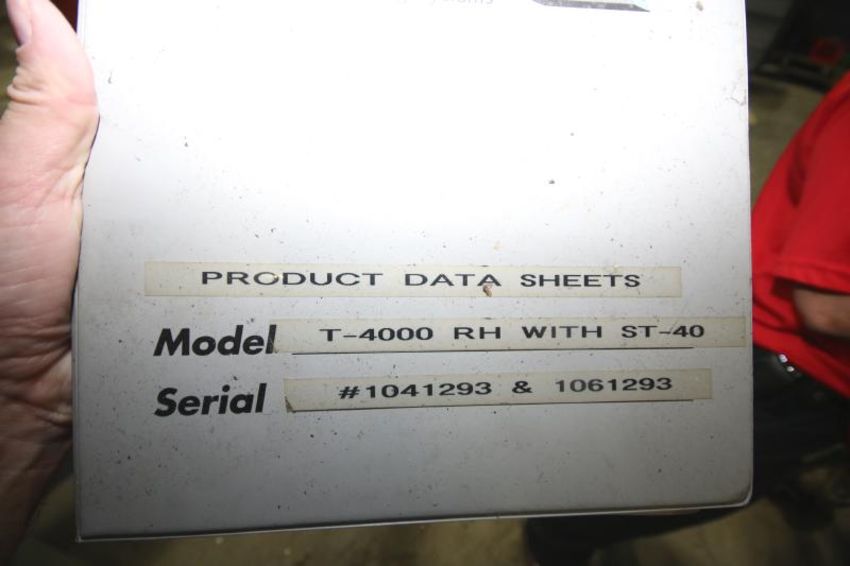 PRODUCT DATA SHEETS
Model T-4000 RH WITH ST-40
Serial #1041293 & 1061293